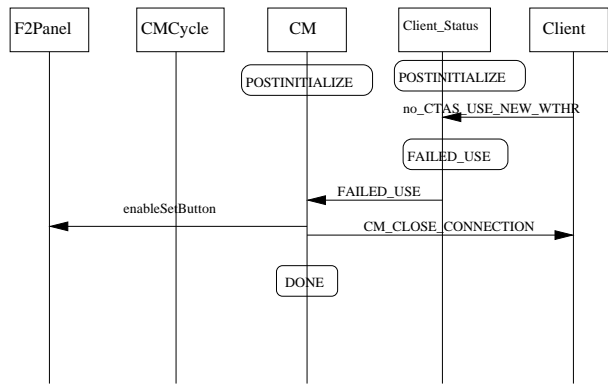 F2Panel
CMCycle
CM
Client_Status
Client
POSTINITIALIZE
POSTINITIALIZE
no_CTAS_USE_NEW_WTHR
FAILED_USE
FAILED_USE
enableSetButton
CM_CLOSE_CONNECTION
DONE